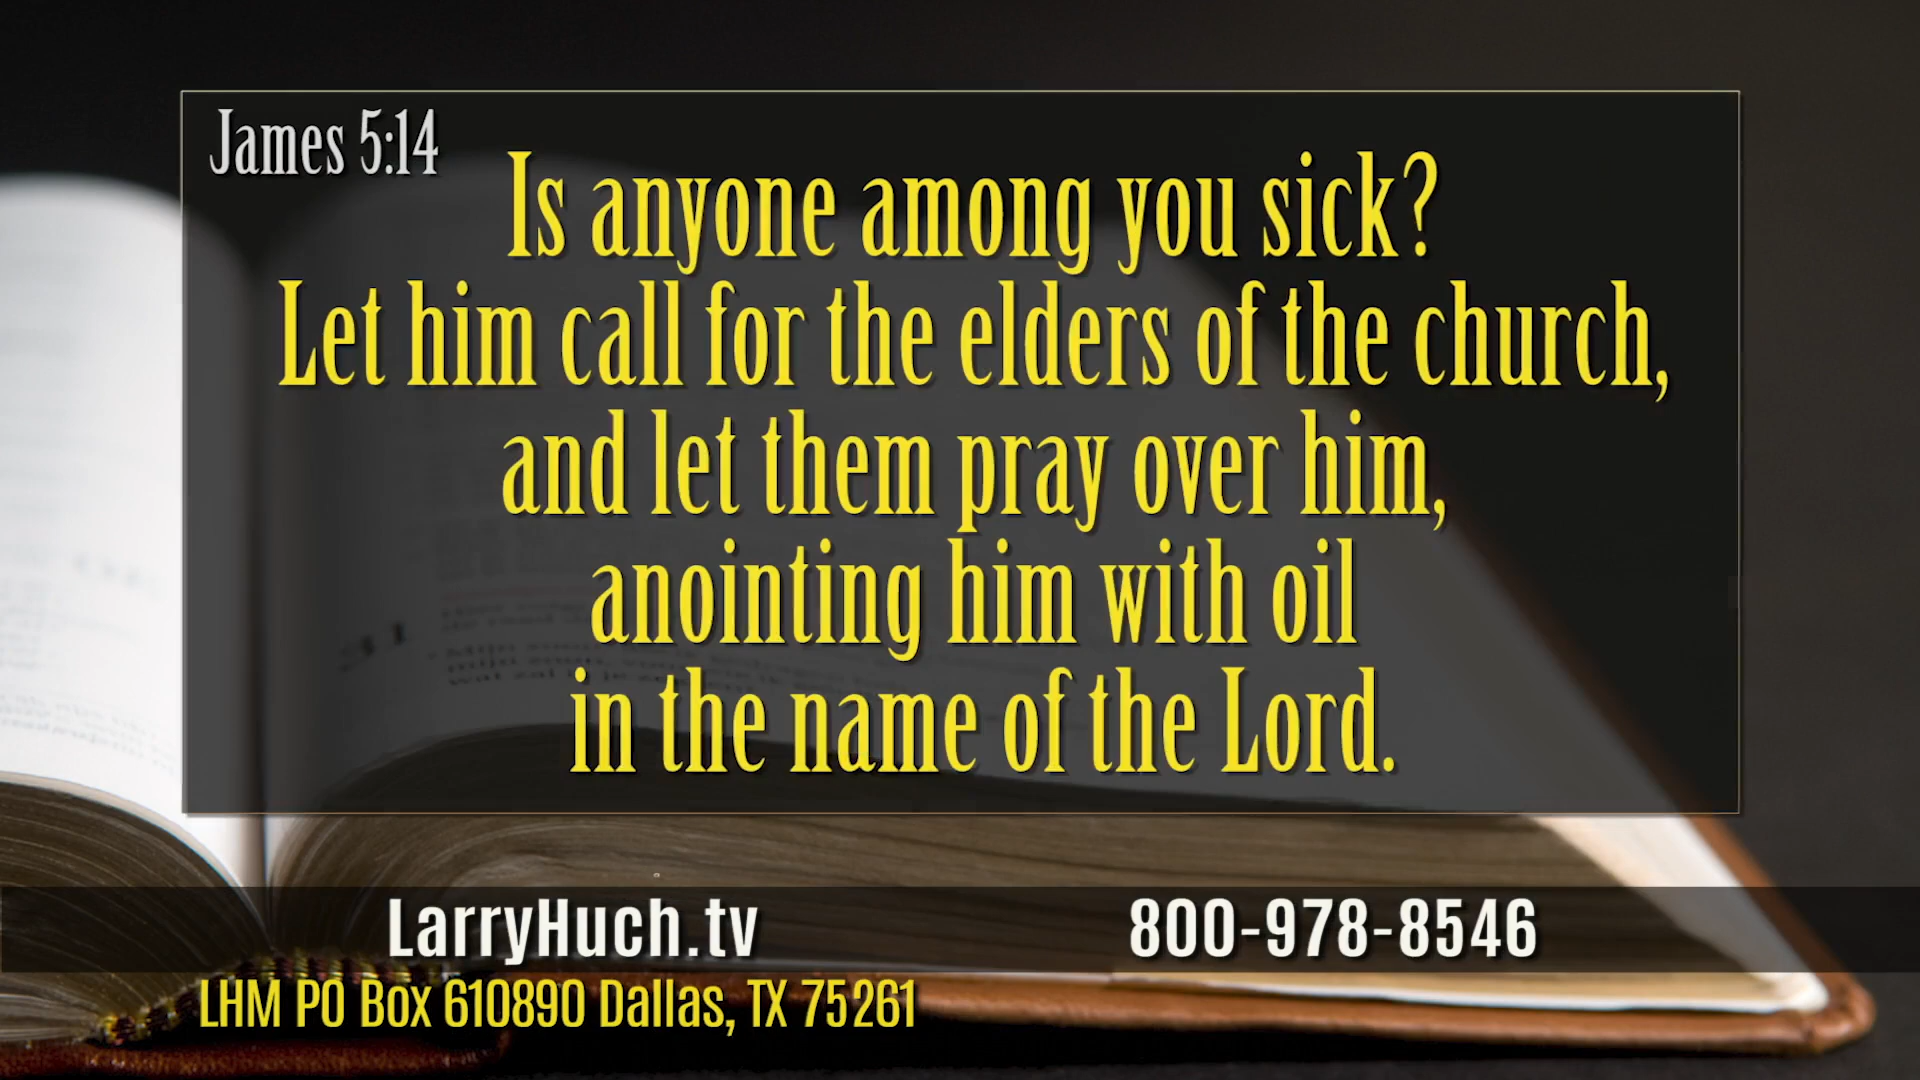 James 5:14
Is anyone among you sick?
Let him call for the elders of the church,
and let them pray over him,
anointing him with oil
in the name of the Lord.
LarryHuch.tv
800-978-8546
LHM PO Box 610890 Dallas, TX 75261